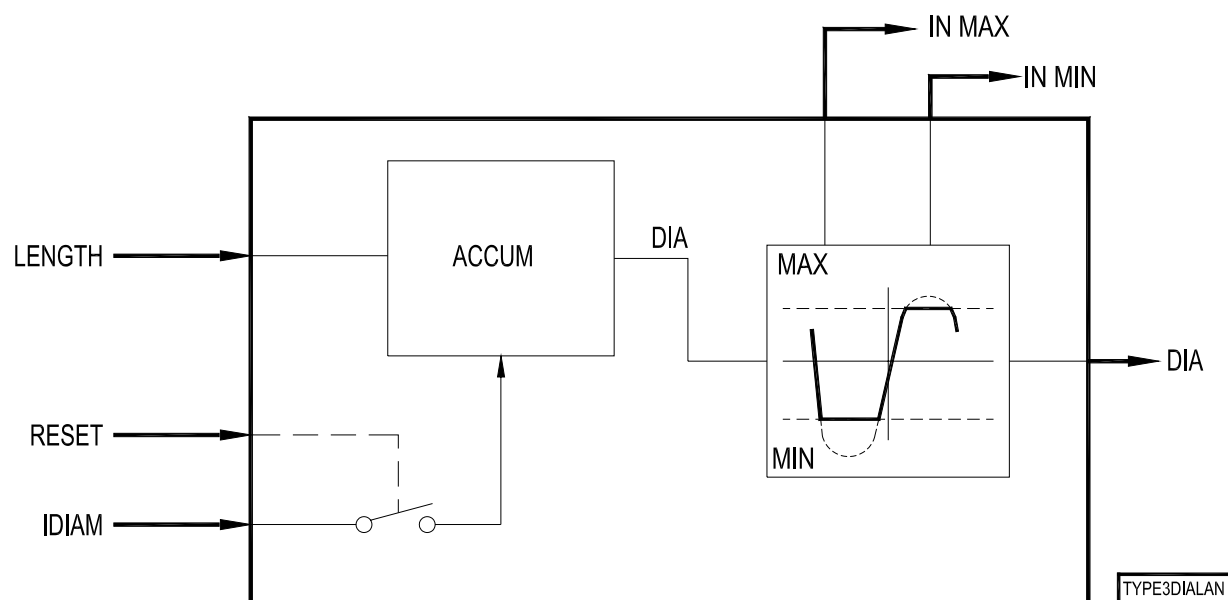 IN MAX
IN MIN
LENGTH
ACCUM
DIA
MAX
DIA
RESET
MIN
IDIAM
TYPE3DIALAN